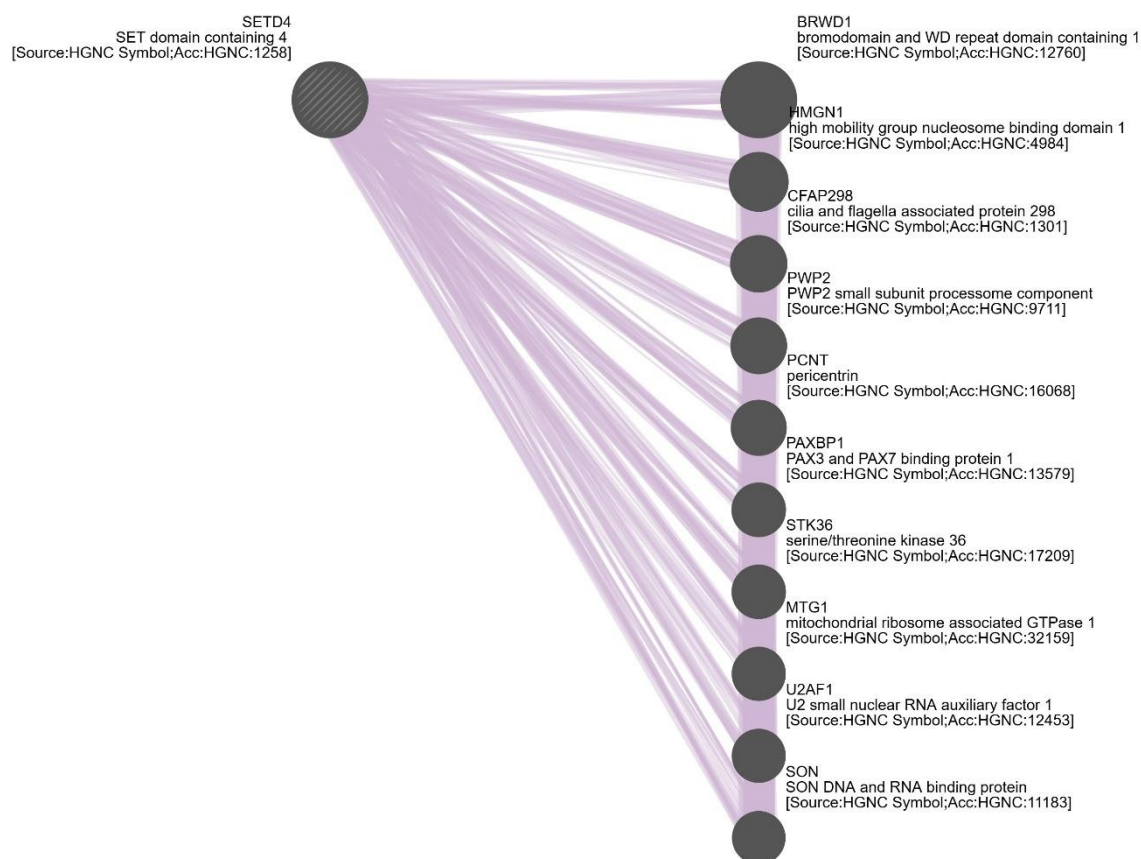 SETD4
SET domain containing 4
[Source:HGNC Symbol;Acc:HGNC:1258]
BRWD1
bromodomain and WD repeat domain containing 1
[Source:HGNC Symbol;Acc:HGNC:12760]
HMGN1
high mobility group nucleosome binding domain 1
[Source:HGNC Symbol;Acc:HGNC:4984]
CFAP298
cilia and flagella associated protein 298
[Source:HGNC Symbol;Acc:HGNC:1301]
PWP2
PWP2 small subunit processome component
[Source:HGNC Symbol;Acc:HGNC:9711]
PCNT
pericentrin
[Source:HGNC Symbol;Acc:HGNC:16068]
PAXBP1
PAX3 and PAX7 binding protein 1
[Source:HGNC Symbol;Acc:HGNC:13579]
STK36
serine/threonine kinase 36
[Source:HGNC Symbol;Acc:HGNC:17209]
MTG1
mitochondrial ribosome associated GTPase 1
[Source:HGNC Symbol;Acc:HGNC:32159]
U2AF1
U2 small nuclear RNA auxiliary factor 1
[Source:HGNC Symbol;Acc:HGNC:12453]
SON
SON DNA and RNA binding protein
[Source:HGNC Symbol;Acc:HGNC:11183]